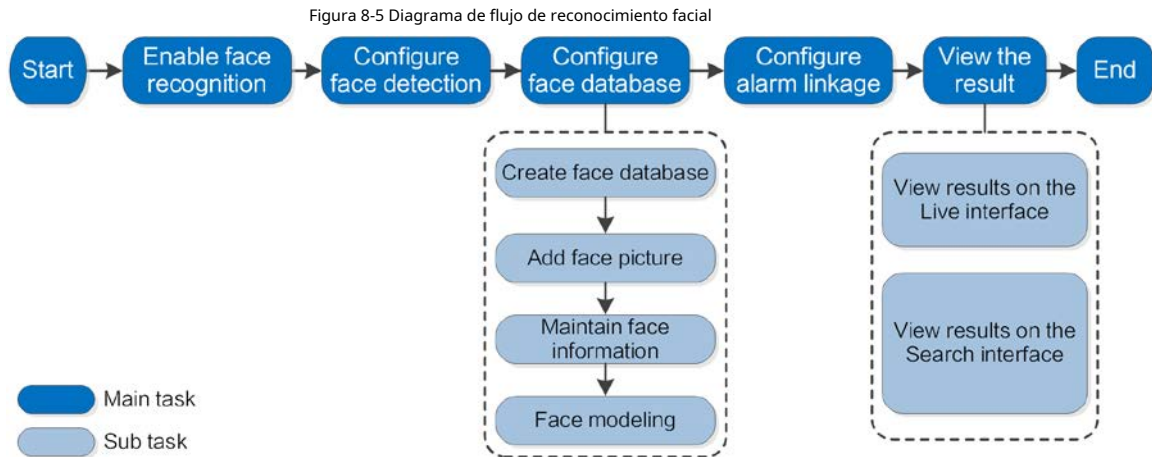 Figura 8-5 Diagrama de flujo de reconocimiento facial
Start
Enable face
recognition
Configure
face detection
Configure
face database
Configure
alarm linkage
View the
result
End
Create face database
Add face picture
Maintain face
information
Face modeling
View results on the
Live interface
View results on the
Search interface
Main task
Sub task